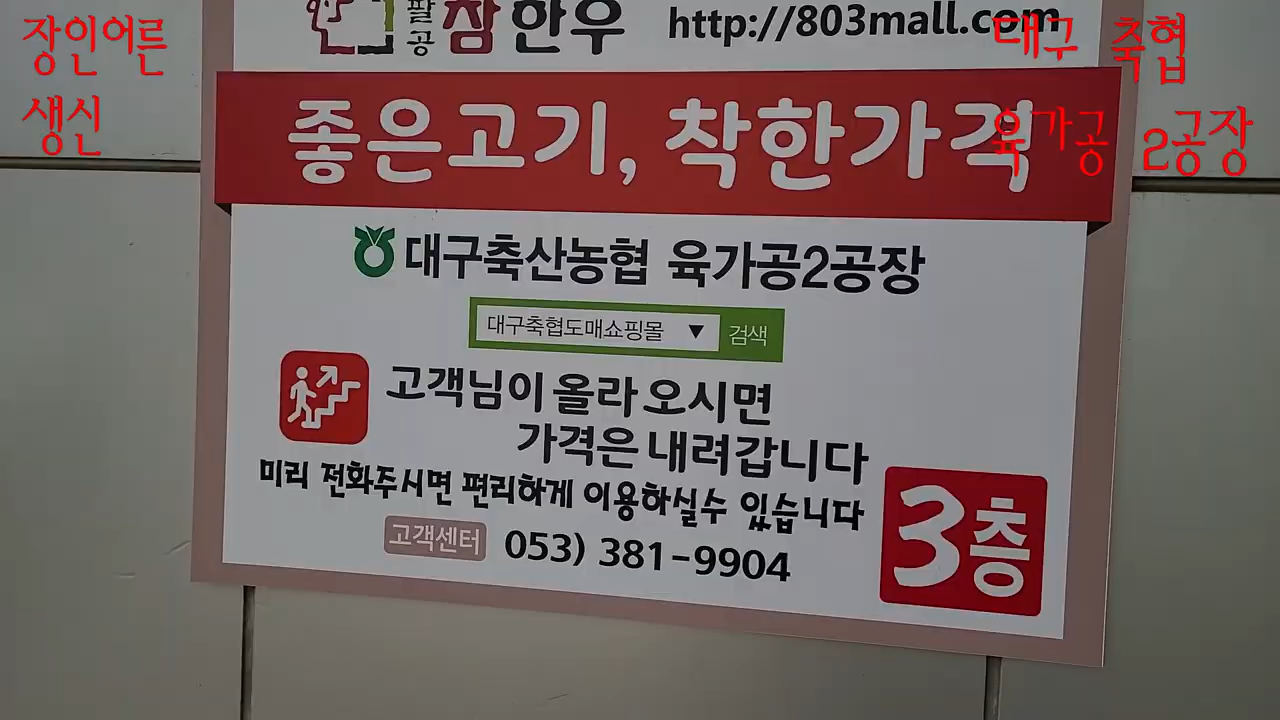 장인어른
생신
대구 축협
육가공 2공장
팔공 참한우 http://803mall.com
좋은고기, 착한가격
대구축산농협 육가공2공장
대구축협도매쇼핑몰 ▼ 검색
고객님이 올라 오시면
가격은 내려갑니다
미리 전화주시면 편리하게 이용하실수 있습니다
고객센터 053) 381-9904
3층